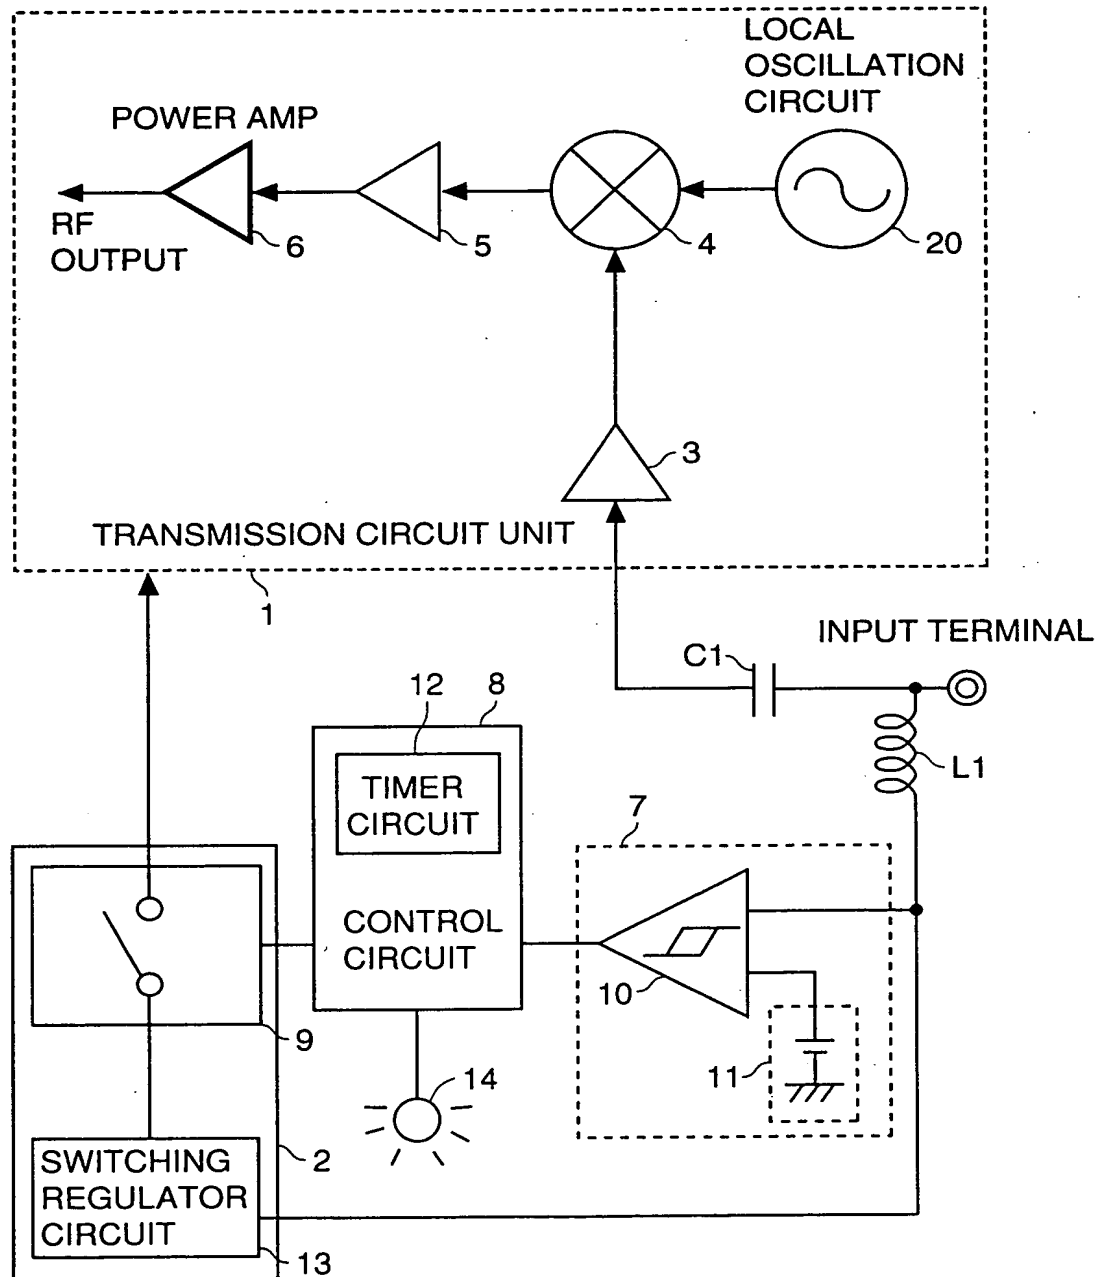 LOCAL
OSCILLATION
CIRCUIT
POWER AMP
RF
OUTPUT
6
5
4
20
3
TRANSMISSION CIRCUIT UNIT
1
INPUT TERMINAL
C1
12
8
L1
TIMER
CIRCUIT
7
CONTROL
CIRCUIT
10
9
11
14
SWITCHING
REGULATOR
CIRCUIT
2
13